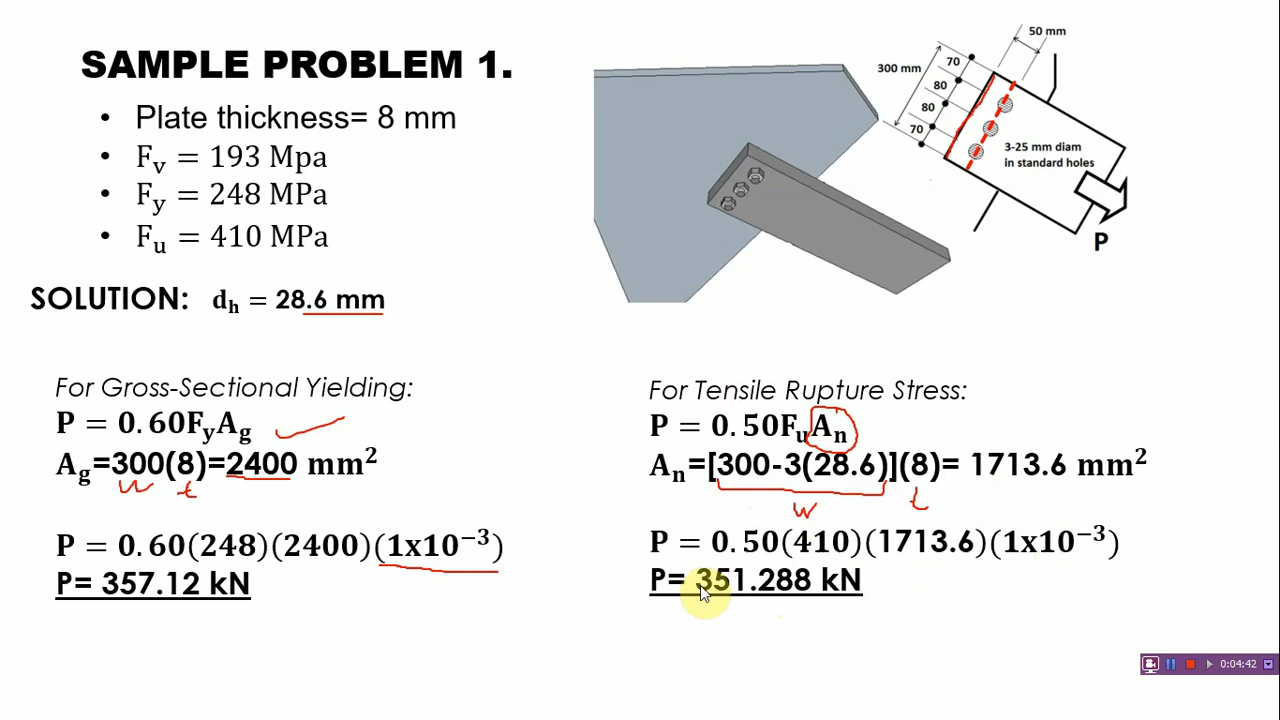 SAMPLE PROBLEM 1.
• Plate thickness= 8 mm
• Fᵥ = 193 Mpa
• F_y = 248 MPa
• Fᵤ = 410 MPa
SOLUTION: dₕ = 28.6 mm
50 mm
300 mm
70
80
80
70
3-25 mm diam
in standard holes
P
For Gross-Sectional Yielding:
P = 0.60F_yA_g
A_g=300(8)=2400 mm²
w t
P = 0.60(248)(2400)(1x10⁻³)
P= 357.12 kN
For Tensile Rupture Stress:
P = 0.50FᵤAₙ
Aₙ=[300-3(28.6)](8)= 1713.6 mm²
w t
P = 0.50(410)(1713.6)(1x10⁻³)
P= 351.288 kN
0:04:42